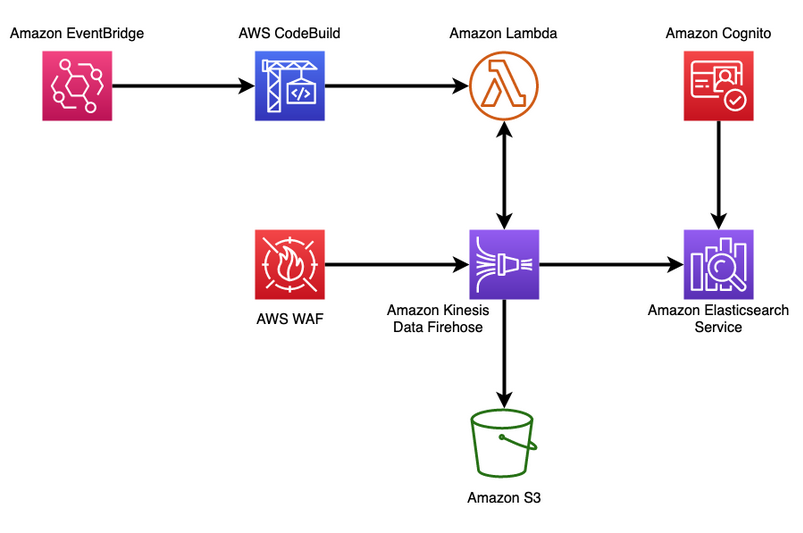 Amazon EventBridge
AWS CodeBuild
Amazon Lambda
Amazon Cognito
</>
AWS WAF
Amazon Kinesis
Data Firehose
Amazon Elasticsearch
Service
Amazon S3